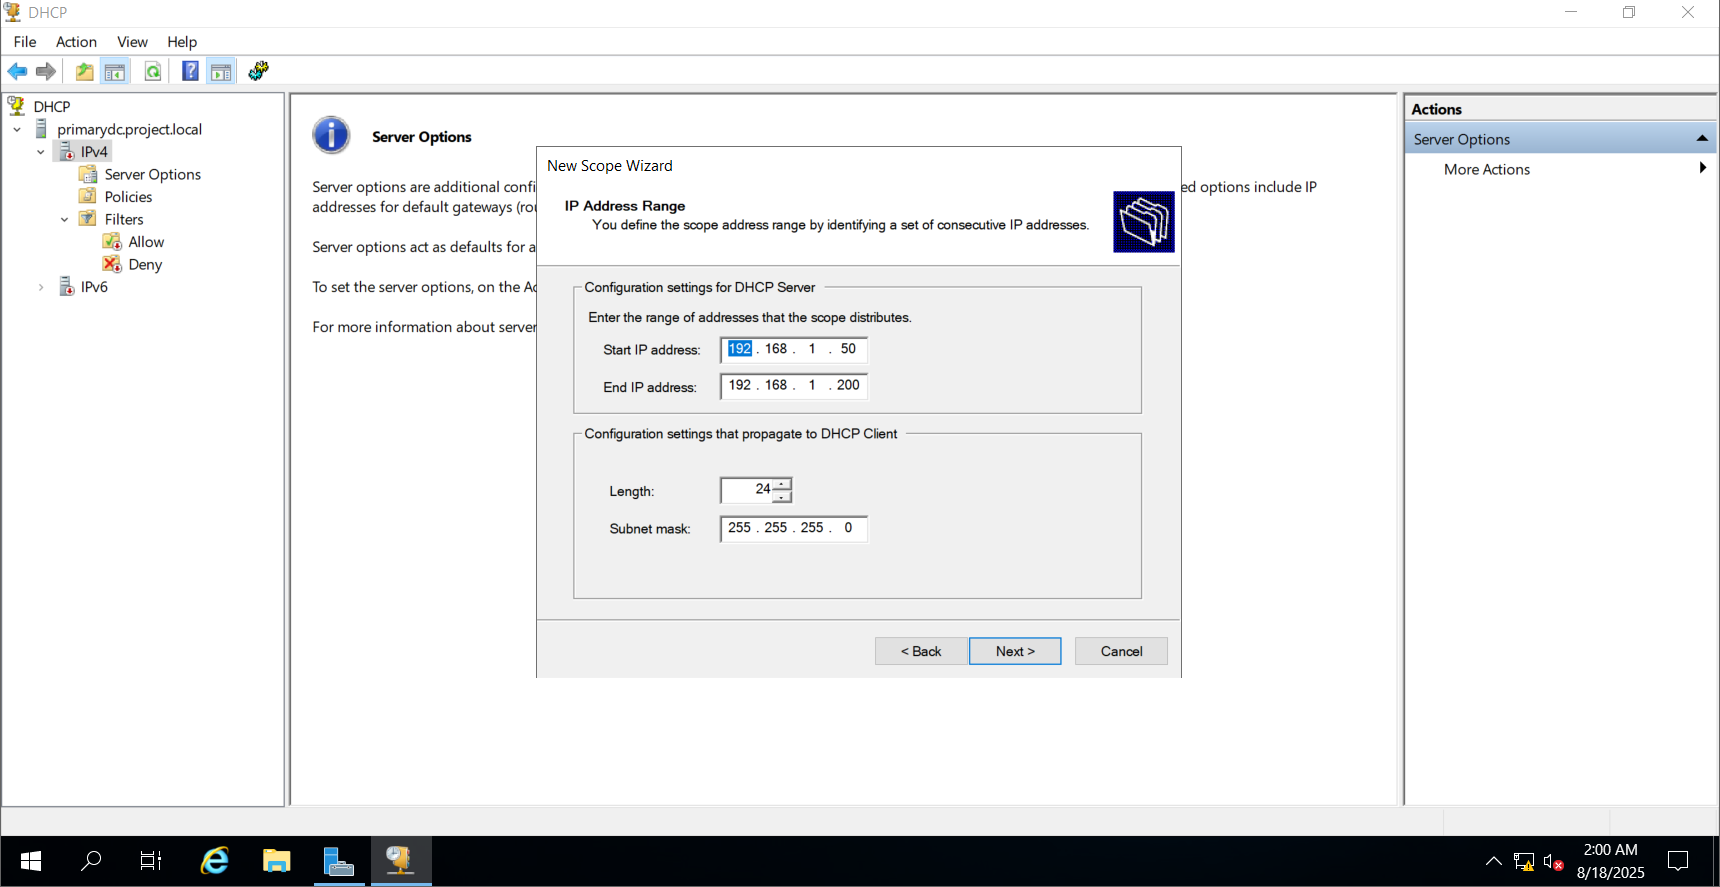 DHCP
File Action View Help
DHCP
primarydc.project.local
IPv4
Server Options
Policies
Filters
Allow
Deny
IPv6
Server Options
Server options are additional confi
ed options include IP
addresses for default gateways (rou
Server options act as defaults for a
To set the server options, on the Ac
For more information about server
New Scope Wizard
IP Address Range
You define the scope address range by identifying a set of consecutive IP addresses.
Configuration settings for DHCP Server
Enter the range of addresses that the scope distributes.
Start IP address: 192 . 168 . 1 . 50
End IP address: 192 . 168 . 1 . 200
Configuration settings that propagate to DHCP Client
Length: 24
Subnet mask: 255 . 255 . 255 . 0
< Back Next > Cancel
Actions
Server Options
More Actions
2:00 AM
8/18/2025